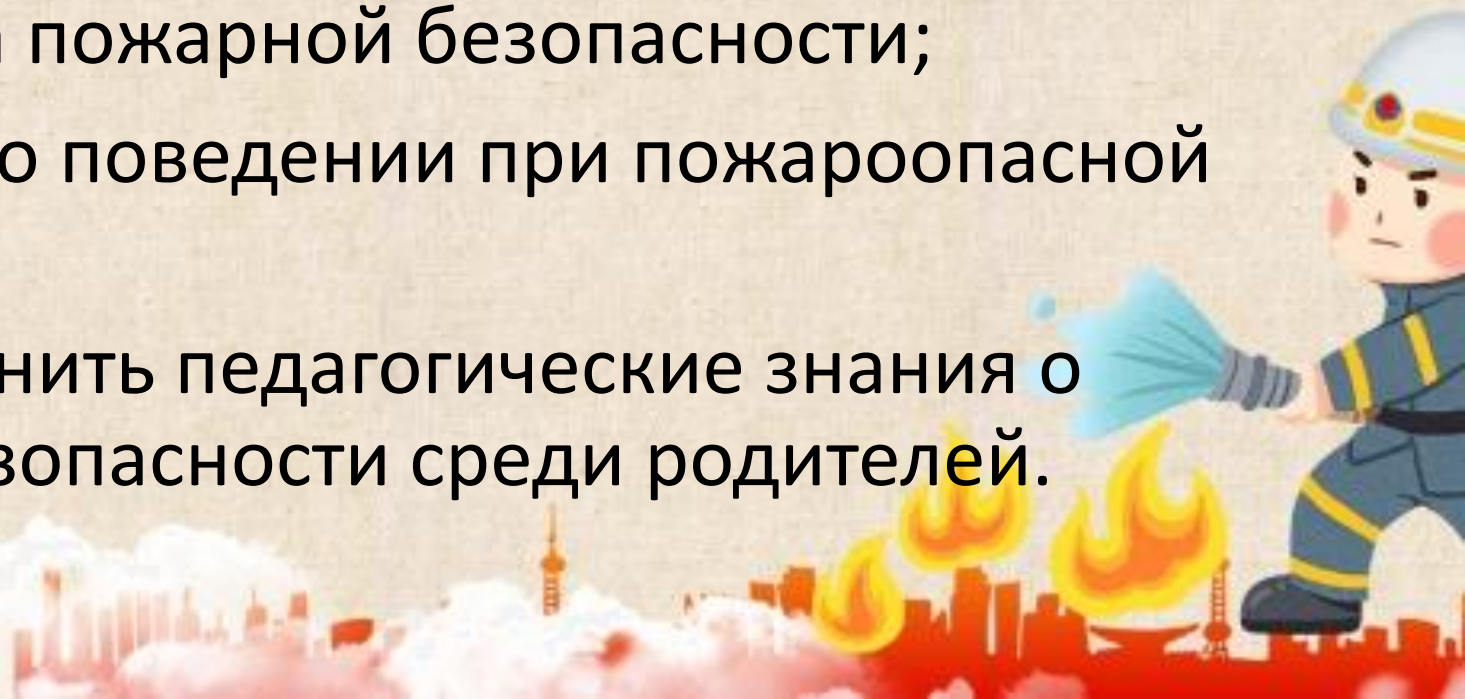 пожарной безопасности;
о поведении при пожароопасной
нить педагогические знания о
зопасности среди родителей.